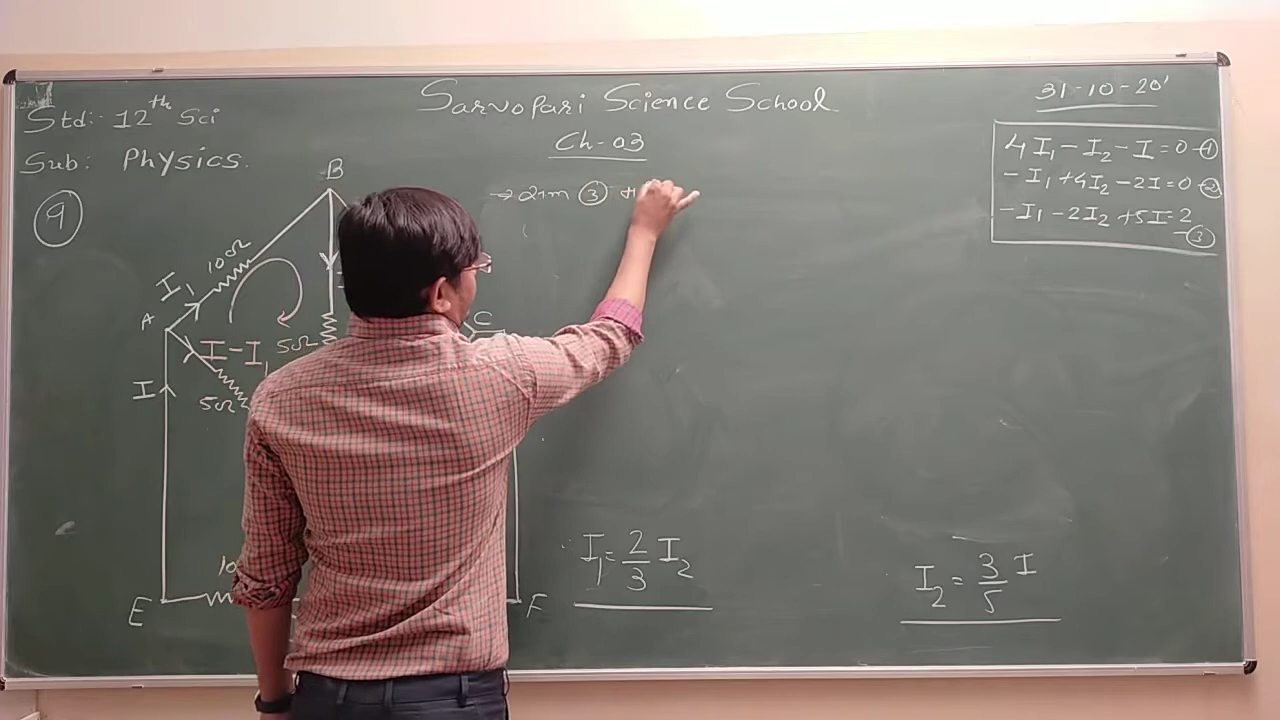 Sarvopari Science School
31-10-20'
Std:- 12th Sci
Sub: Physics.
Ch-03
9
4I₁ - I₂ - I = 0 -①
-I₁ + 4I₂ - 2I = 0 -②
-I₁ - 2I₂ + 5I = 2 -③
B
10Ω
I₁
A
I - I₁
5Ω
5Ω
C
I
E
10
F
I₁ = 2/3 I₂
I₂ = 3/5 I